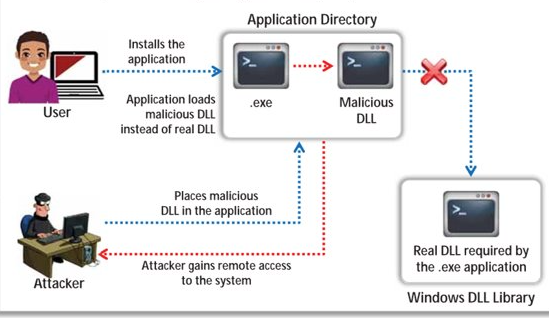 Application Directory
Installs the
application
>_
>_
.exe
Malicious
DLL
User
Application loads
malicious DLL
instead of real DLL
Places malicious
DLL in the application
>_
Real DLL required by
the .exe application
Attacker gains remote access
to the system
Attacker
Windows DLL Library